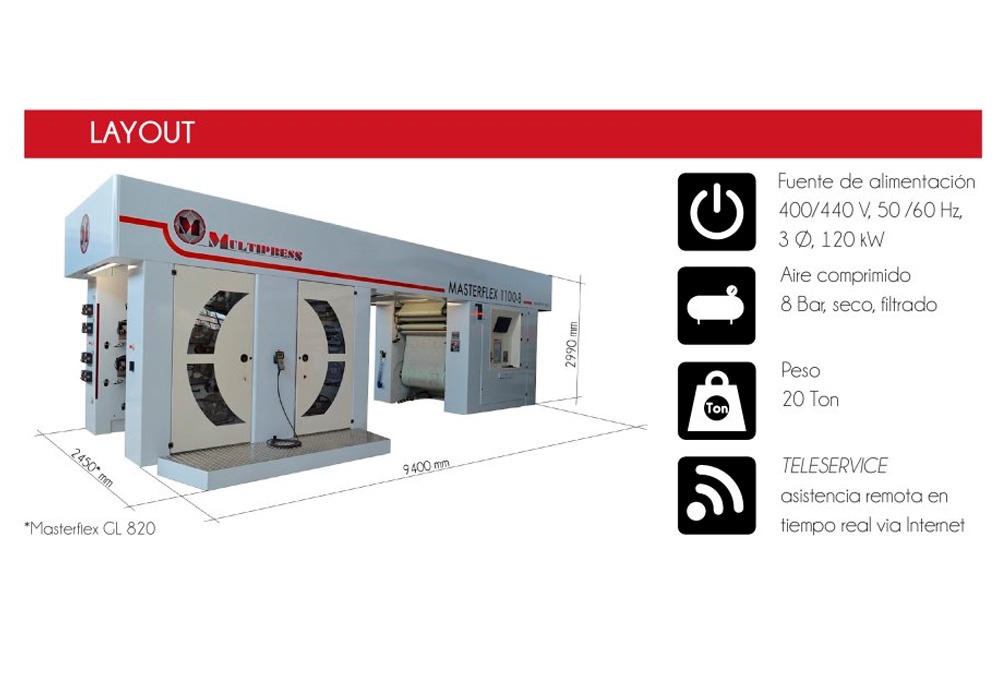 LAYOUT
MULTIPRESS
MASTERFLEX 1100-8
2990 mm
9400 mm
2450* mm
*Masterflex GL 820
Fuente de alimentación
400/440 V, 50 /60 Hz,
3 Ø, 120 kW
Aire comprimido
8 Bar, seco, filtrado
Ton
Peso
20 Ton
TELESERVICE
asistencia remota en
tiempo real via Internet